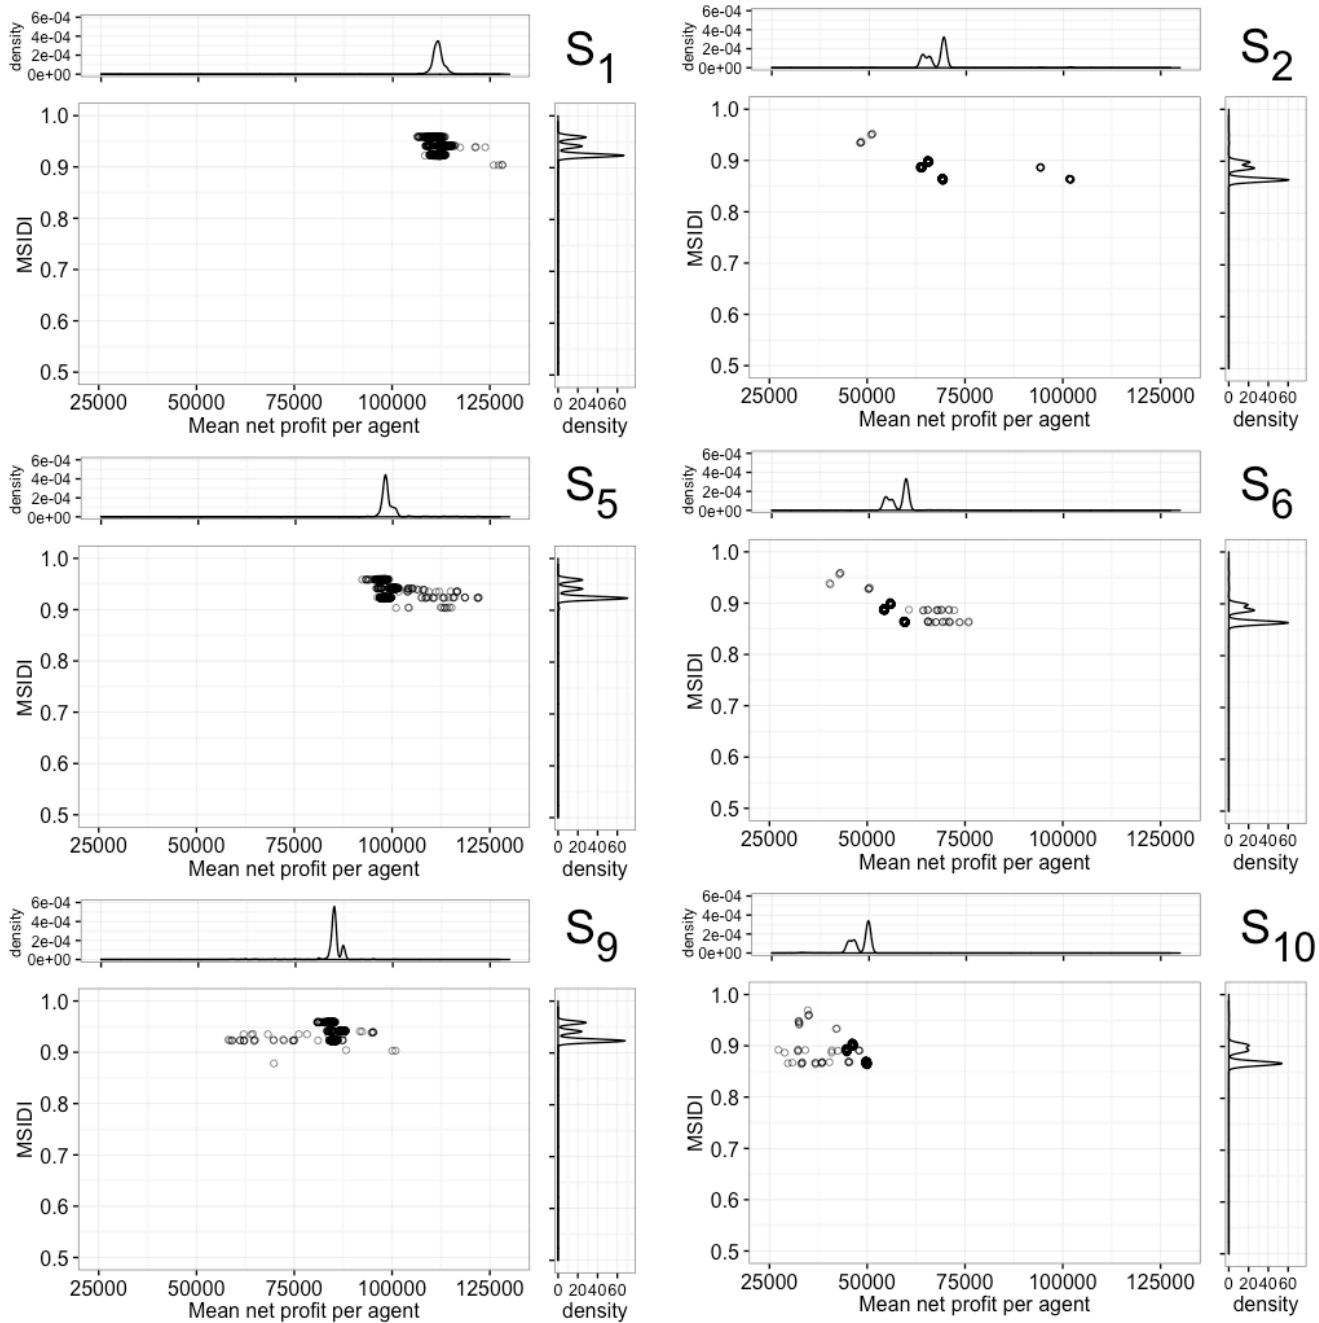 density
6e-04
4e-04
2e-04
0e+00
S1
MSIDI
1.0
0.9
0.8
0.7
0.6
0.5
25000 50000 75000 100000 125000
Mean net profit per agent
0 204060
density
density
6e-04
4e-04
2e-04
0e+00
S2
MSIDI
1.0
0.9
0.8
0.7
0.6
0.5
25000 50000 75000 100000 125000
Mean net profit per agent
0 204060
density
density
6e-04
4e-04
2e-04
0e+00
S5
MSIDI
1.0
0.9
0.8
0.7
0.6
0.5
25000 50000 75000 100000 125000
Mean net profit per agent
0 204060
density
density
6e-04
4e-04
2e-04
0e+00
S6
MSIDI
1.0
0.9
0.8
0.7
0.6
0.5
25000 50000 75000 100000 125000
Mean net profit per agent
0 204060
density
density
6e-04
4e-04
2e-04
0e+00
S9
MSIDI
1.0
0.9
0.8
0.7
0.6
0.5
25000 50000 75000 100000 125000
Mean net profit per agent
0 204060
density
density
6e-04
4e-04
2e-04
0e+00
S10
MSIDI
1.0
0.9
0.8
0.7
0.6
0.5
25000 50000 75000 100000 125000
Mean net profit per agent
0 204060
density